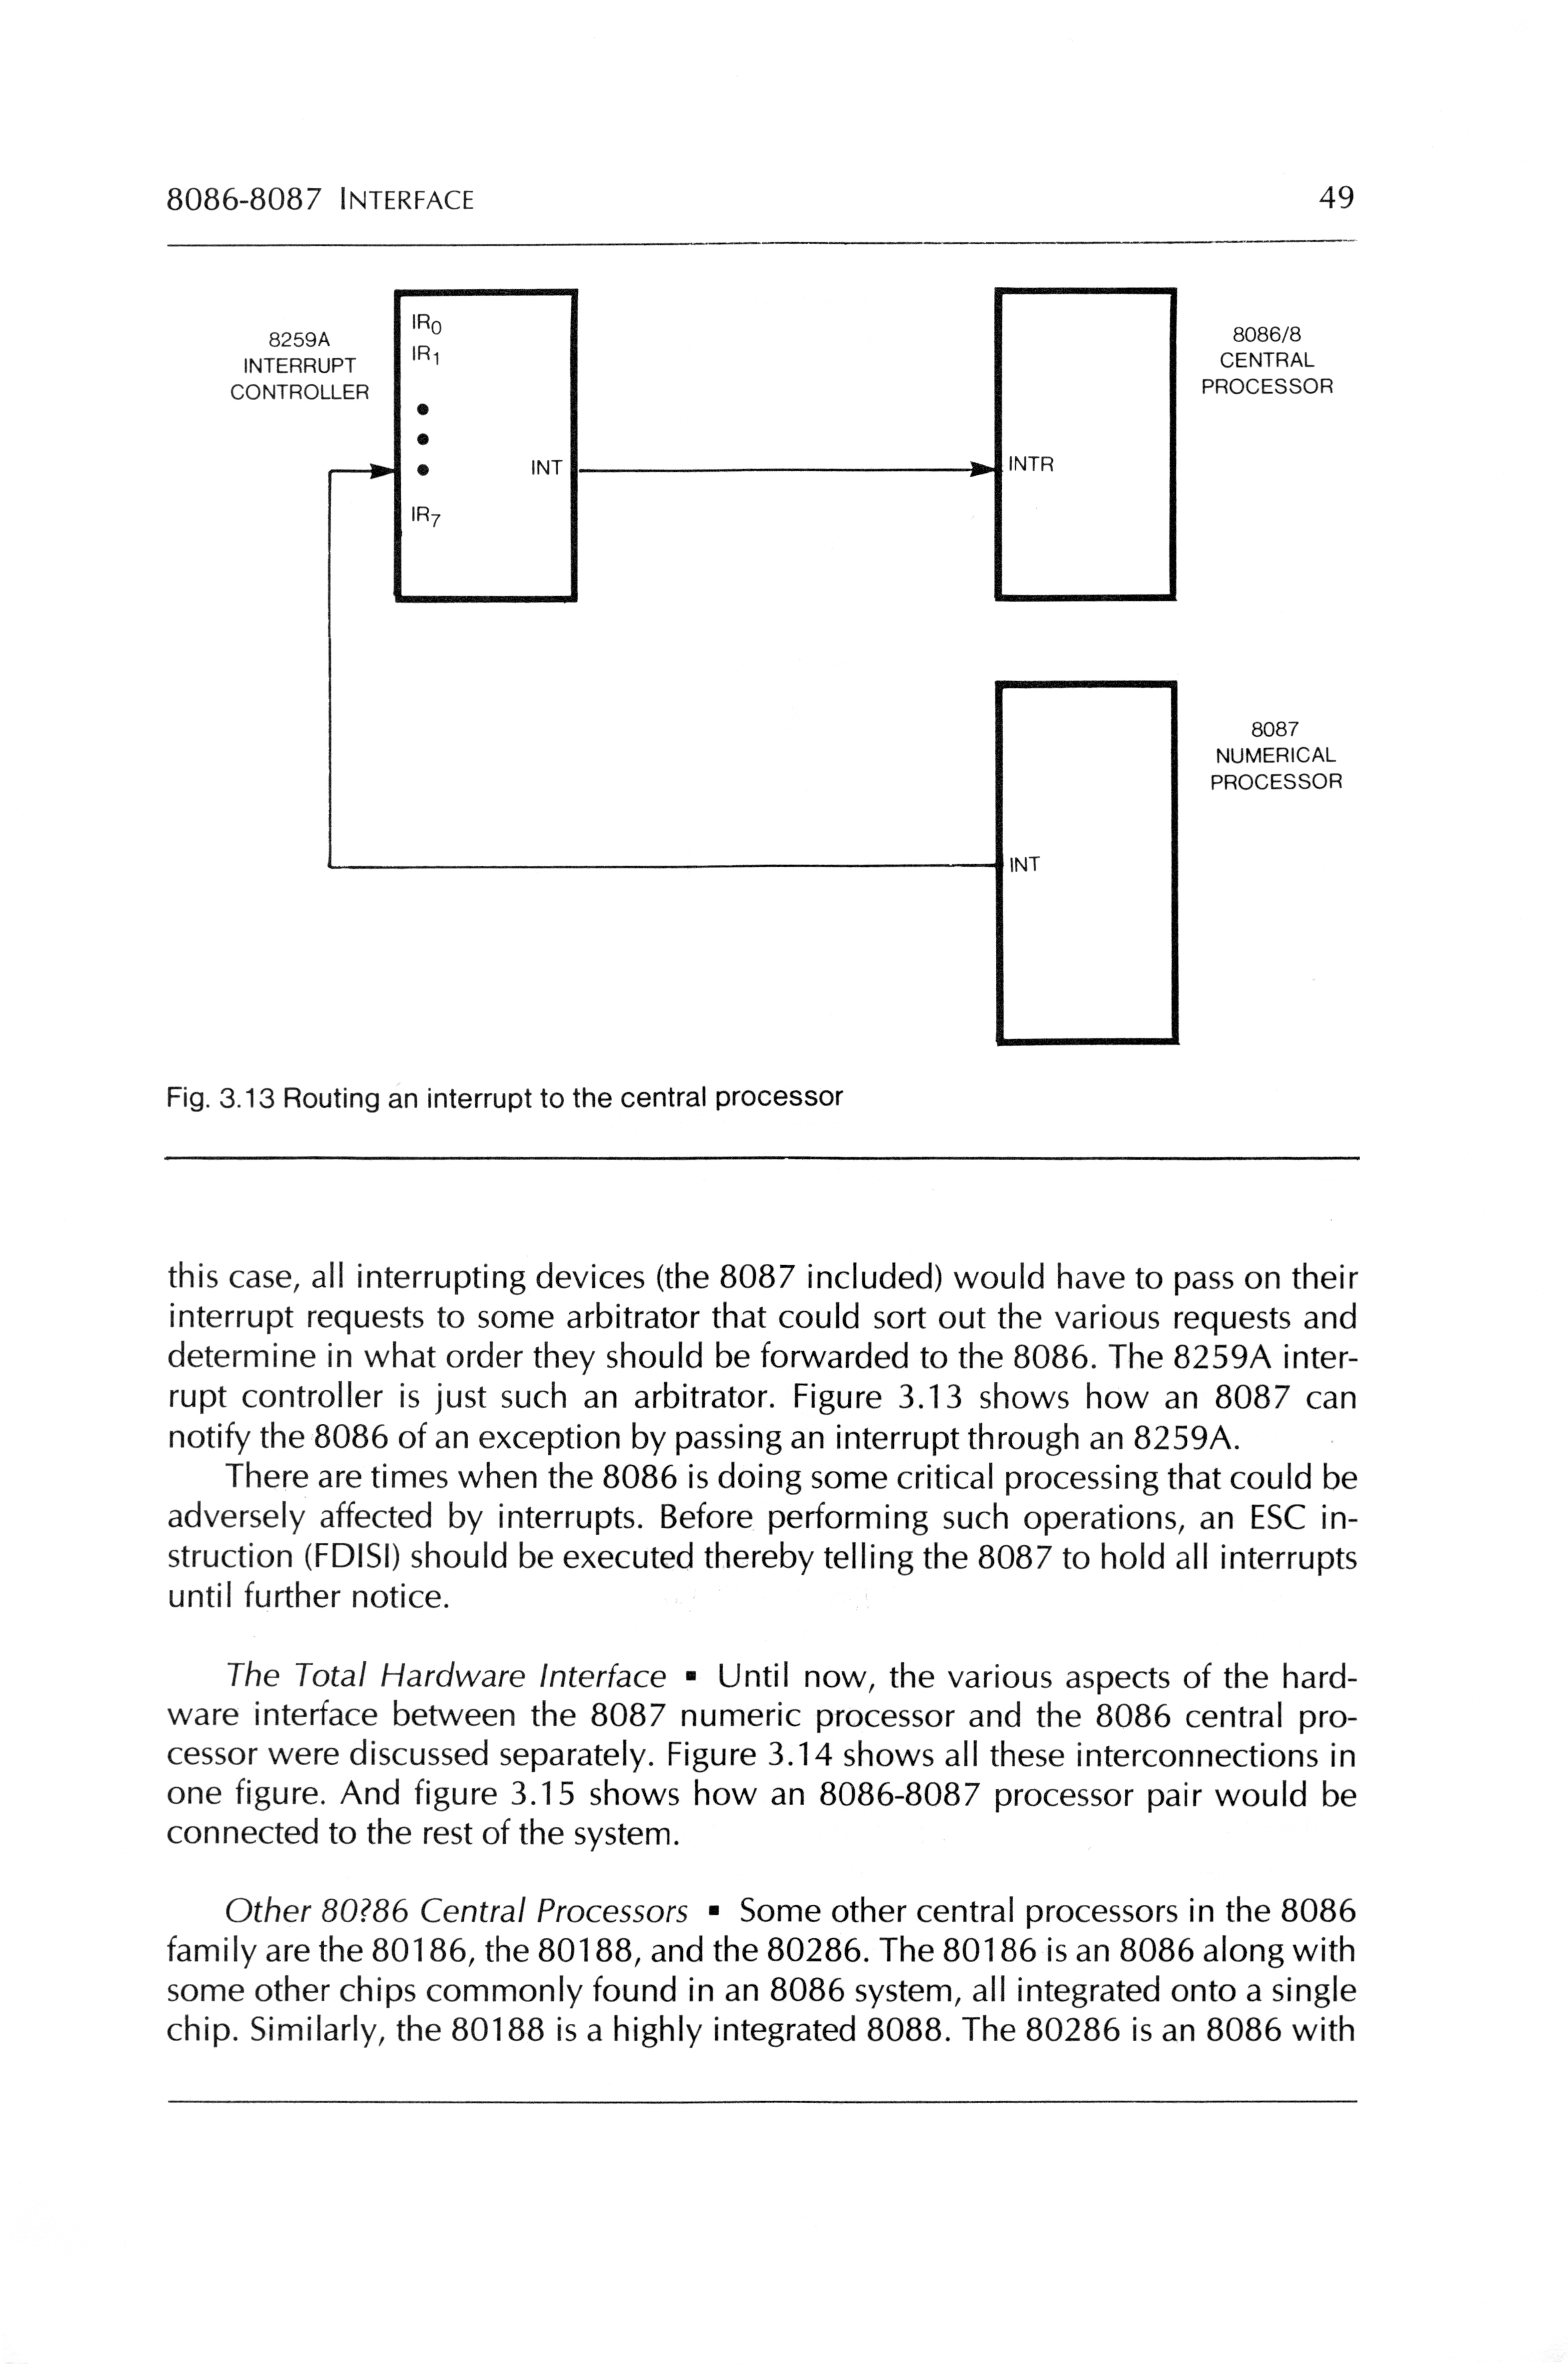 8086-8087 INTERFACE 49
8259A
INTERRUPT
CONTROLLER
IR0
IR1
IR7
INT
INTR
8086/8
CENTRAL
PROCESSOR
8087
NUMERICAL
PROCESSOR
INT
Fig. 3.13 Routing an interrupt to the central processor
this case, all interrupting devices (the 8087 included) would have to pass on their
interrupt requests to some arbitrator that could sort out the various requests and
determine in what order they should be forwarded to the 8086. The 8259A inter-
rupt controller is just such an arbitrator. Figure 3.13 shows how an 8087 can
notify the 8086 of an exception by passing an interrupt through an 8259A.
There are times when the 8086 is doing some critical processing that could be
adversely affected by interrupts. Before performing such operations, an ESC in-
struction (FDISI) should be executed thereby telling the 8087 to hold all interrupts
until further notice.
The Total Hardware Interface ▪ Until now, the various aspects of the hard-
ware interface between the 8087 numeric processor and the 8086 central pro-
cessor were discussed separately. Figure 3.14 shows all these interconnections in
one figure. And figure 3.15 shows how an 8086-8087 processor pair would be
connected to the rest of the system.
Other 80?86 Central Processors ▪ Some other central processors in the 8086
family are the 80186, the 80188, and the 80286. The 80186 is an 8086 along with
some other chips commonly found in an 8086 system, all integrated onto a single
chip. Similarly, the 80188 is a highly integrated 8088. The 80286 is an 8086 with